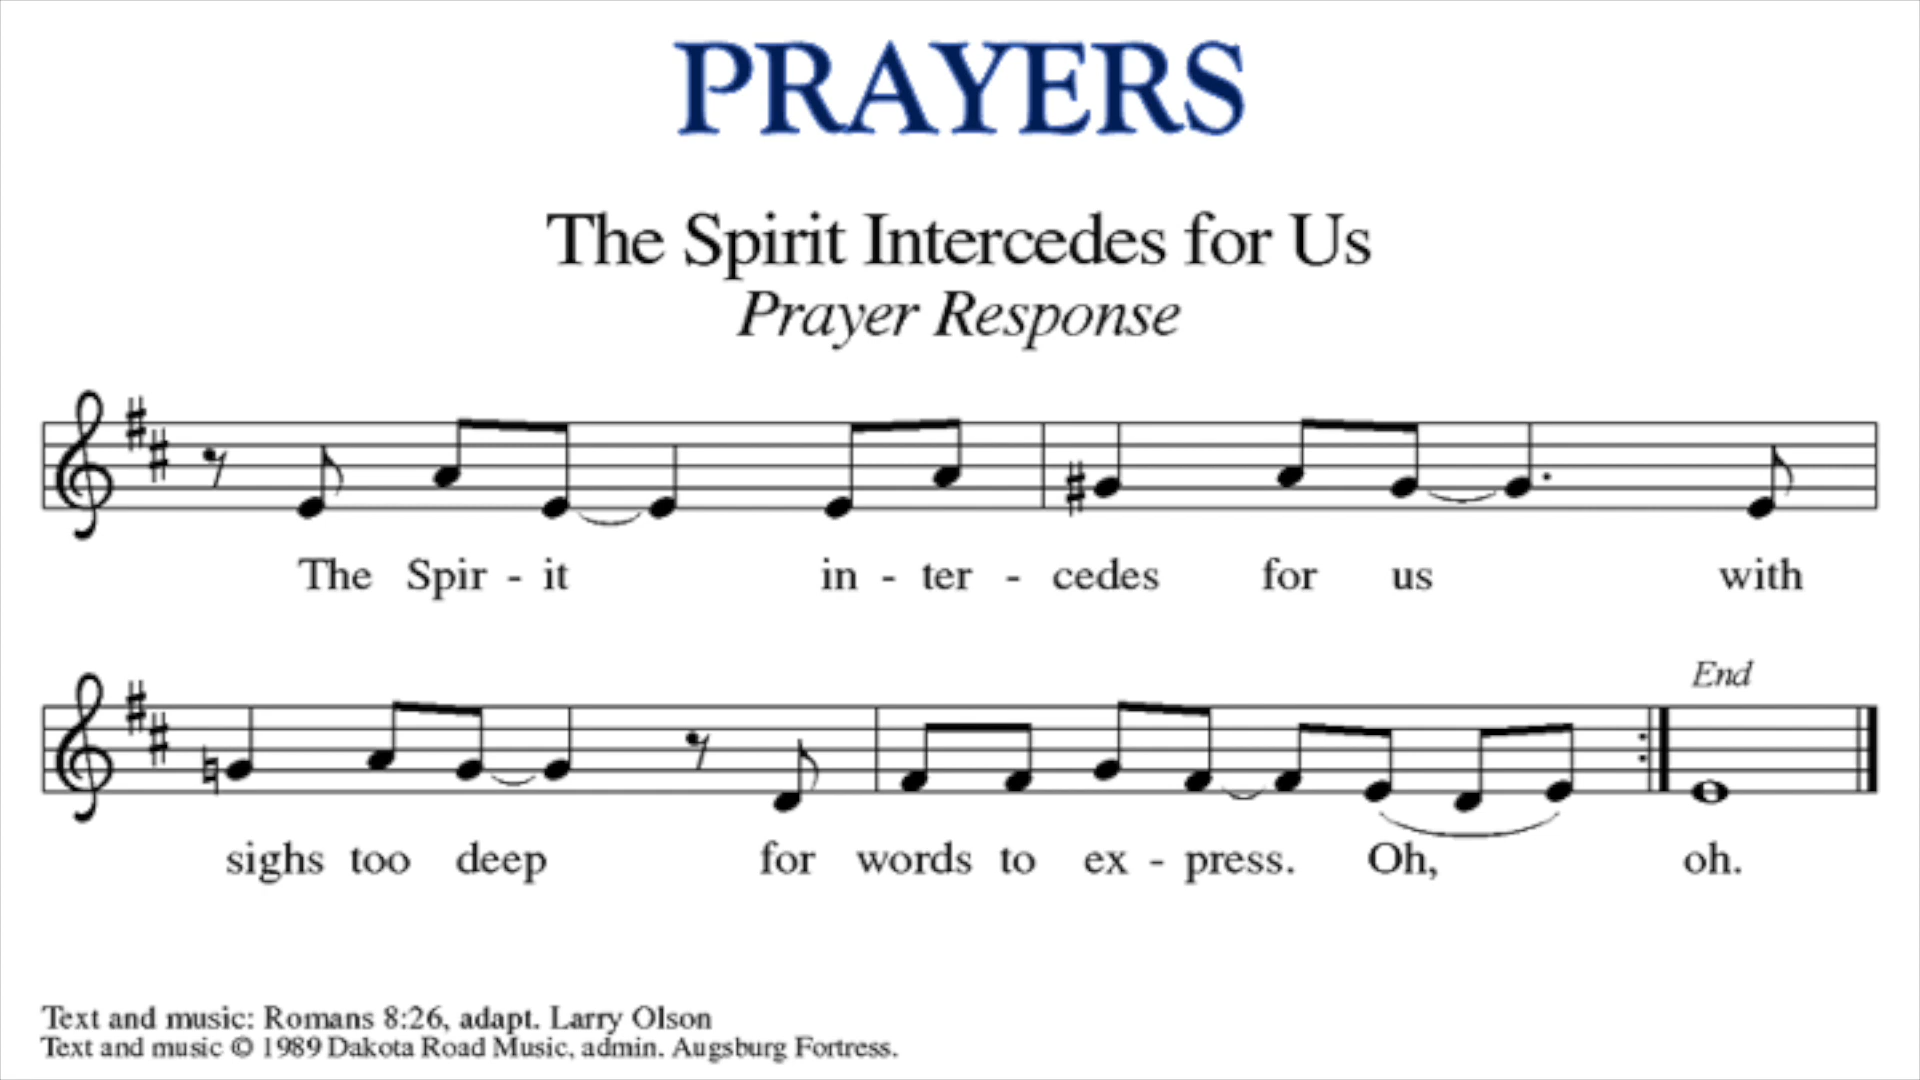 PRAYERS
The Spirit Intercedes for Us
Prayer Response
The Spir - it in - ter - cedes for us with
End
sighs too deep for words to ex - press. Oh, oh.
Text and music: Romans 8:26, adapt. Larry Olson
Text and music © 1989 Dakota Road Music, admin. Augsburg Fortress.